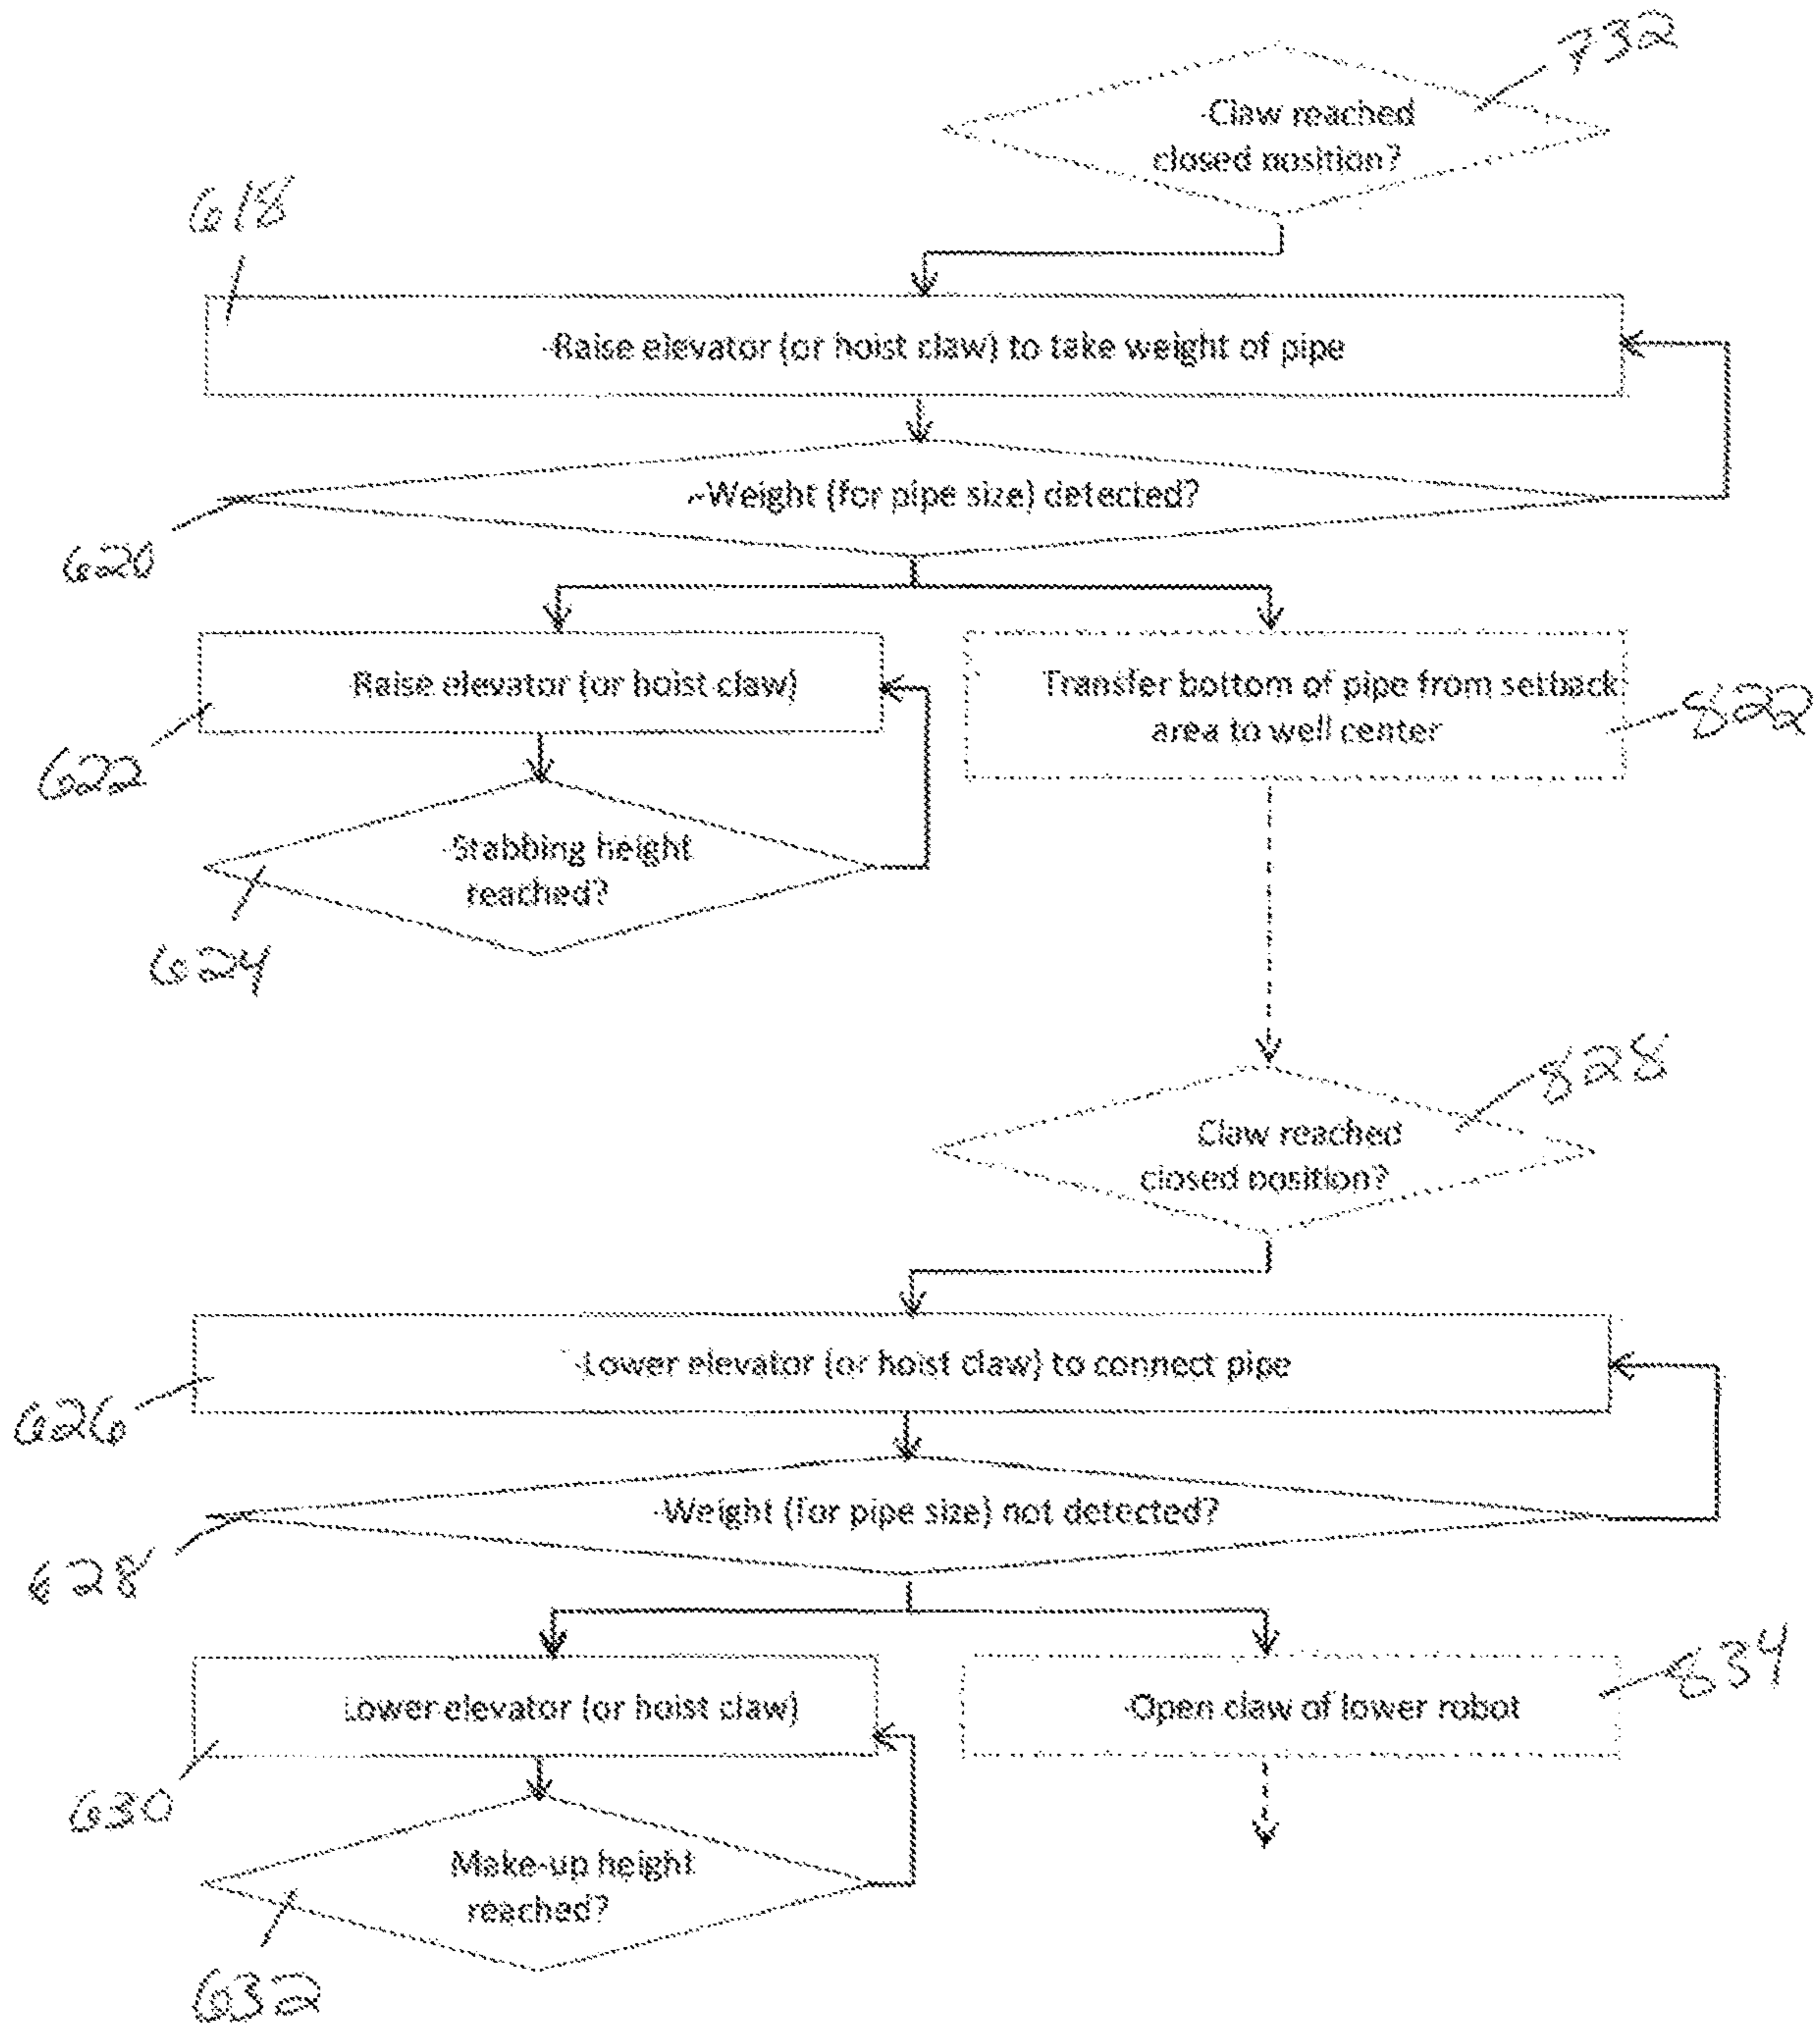 732
-Claw reached
closed position?
618
-Raise elevator (or hoist claw) to take weight of pipe
-Weight (for pipe size) detected?
620
Raise elevator (or hoist claw)
Transfer bottom of pipe from setback
area to well center
622
822
-Stabbing height
reached?
624
828
Claw reached
closed position?
-Lower elevator (or hoist claw) to connect pipe
626
-Weight (for pipe size) not detected?
628
Lower elevator (or hoist claw)
-Open claw of lower robot
834
630
Make-up height
reached?
632